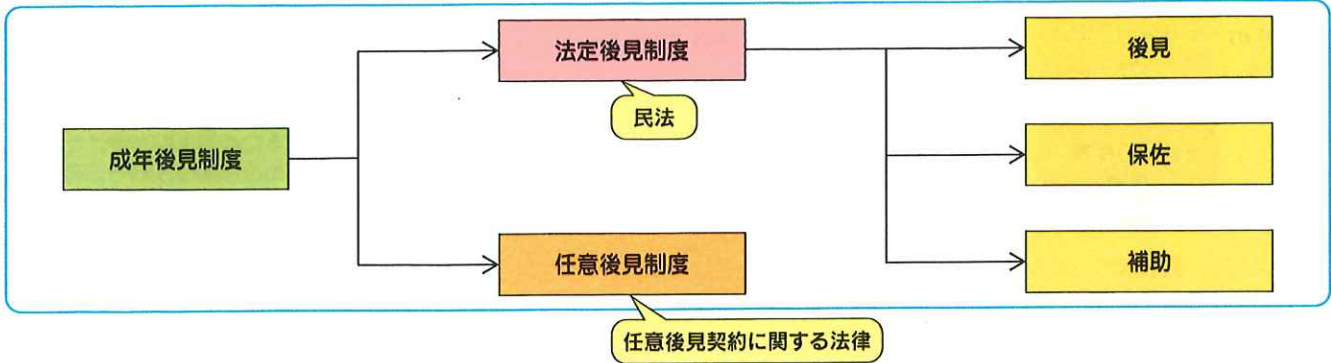 成年後見制度
法定後見制度
民法
任意後見制度
任意後見契約に関する法律
後見
保佐
補助